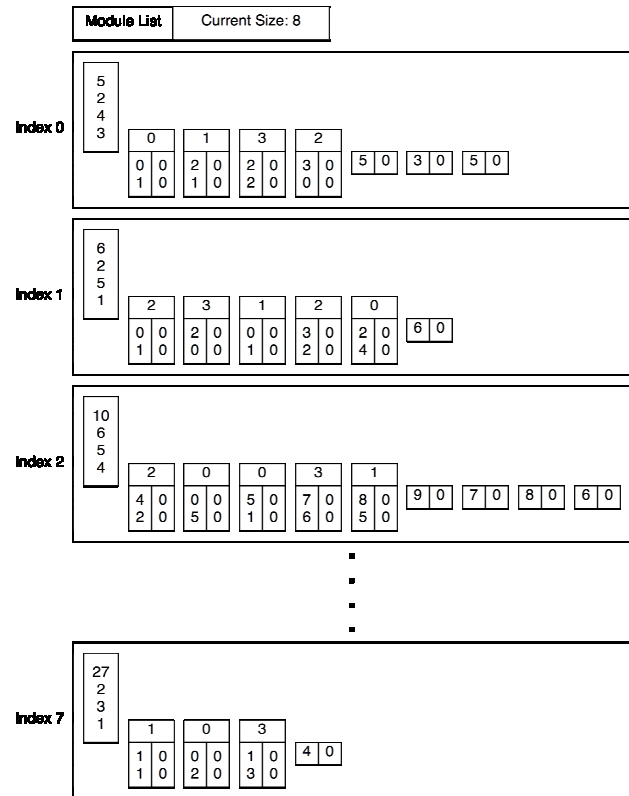 Module List Current Size: 8
Index 0
5
2
4
3
0 1 3 2
0 0 2 0 2 0 3 0 5 0 3 0 5 0
1 0 1 0 2 0 0 0
Index 1
6
2
5
1
2 3 1 2 0
0 0 2 0 0 0 3 0 2 0 6 0
1 0 0 0 1 0 2 0 4 0
Index 2
10
6
5
4
2 0 0 3 1
4 0 0 0 5 0 7 0 8 0 9 0 7 0 8 0 6 0
2 0 5 0 1 0 6 0 5 0
Index 7
27
2
3
1
1 0 3
1 0 0 0 1 0 4 0
1 0 2 0 3 0